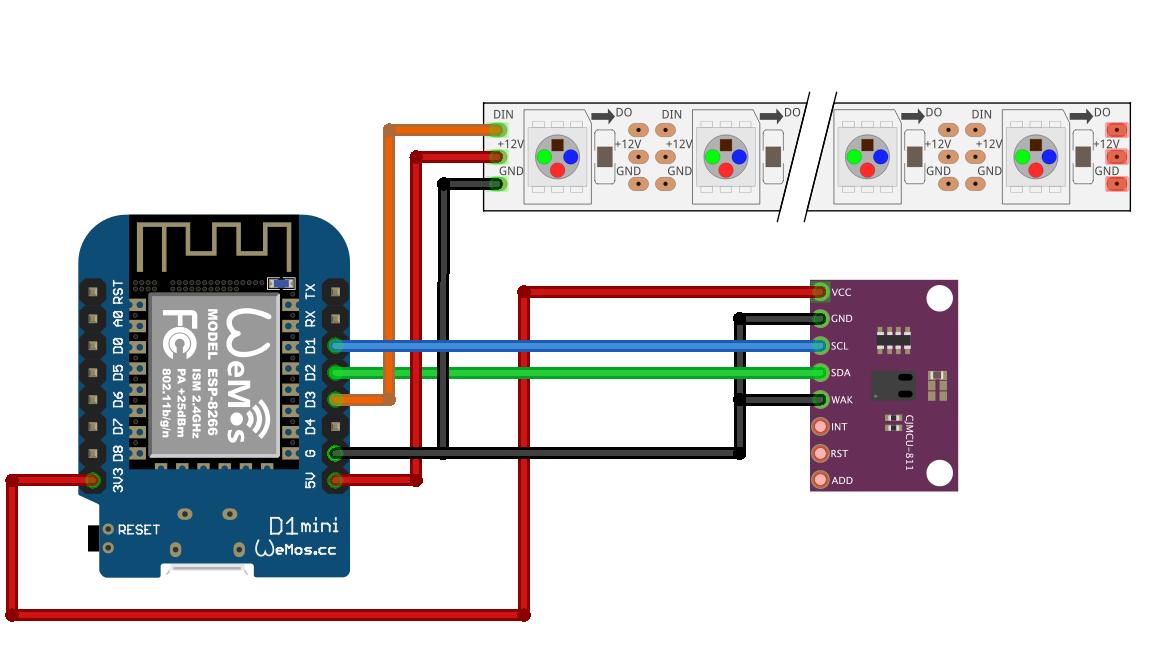 DIN DO DIN DO DO DIN DO
+12V +12V +12V +12V +12V +12V
GND GND GND GND GND GND
RST
A0
D0
D5
D6
D7
D8
3V3
TX
RX
D1
D2
D3
D4
G
5V
WeMos
MODEL ESP-8266
ISM 2.4GHz
PA +25dBm
802.11b/g/n
FC
RESET
D1 mini
WeMos.cc
VCC
GND
SCL
SDA
WAK
INT
RST
ADD
CJMCU-811